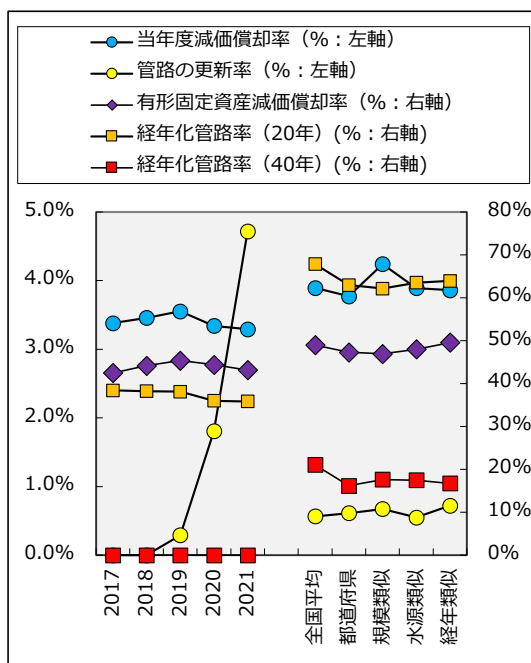 当年度減価償却率（%：左軸）
管路の更新率（%：左軸）
有形固定資産減価償却率（%：右軸）
経年化管路率（20年）(%：右軸)
経年化管路率（40年）(%：右軸)
5.0%
4.0%
3.0%
2.0%
1.0%
0.0%
80%
70%
60%
50%
40%
30%
20%
10%
0%
2017
2018
2019
2020
2021
全国平均
都道府県
規模類似
水源類似
経年類似